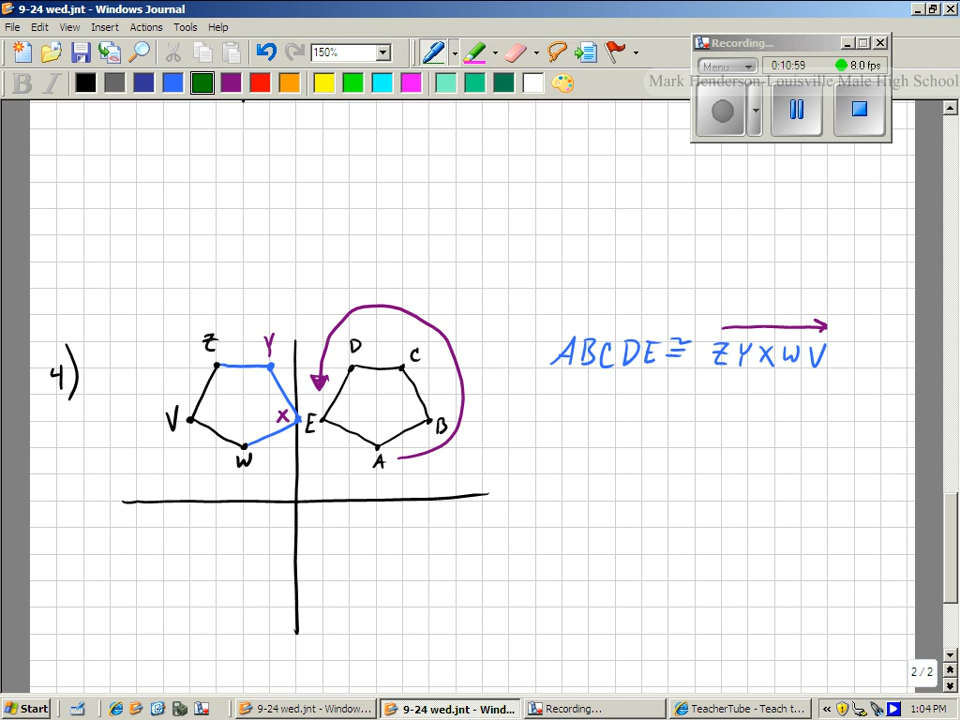 9-24 wed.jnt - Windows Journal
File Edit View Insert Actions Tools Help
150%
Recording...
Menu
0:10:59
8.0 fps
Mark Henderson-Louisville Male High School
B I
4)
Z Y D C
V X E B
W A
ABCDE ≅ ZYXWV
2 / 2
Start
9-24 wed.jnt - Window...
9-24 wed.jnt - Wind...
Recording...
TeacherTube - Teach t...
« 1:04 PM